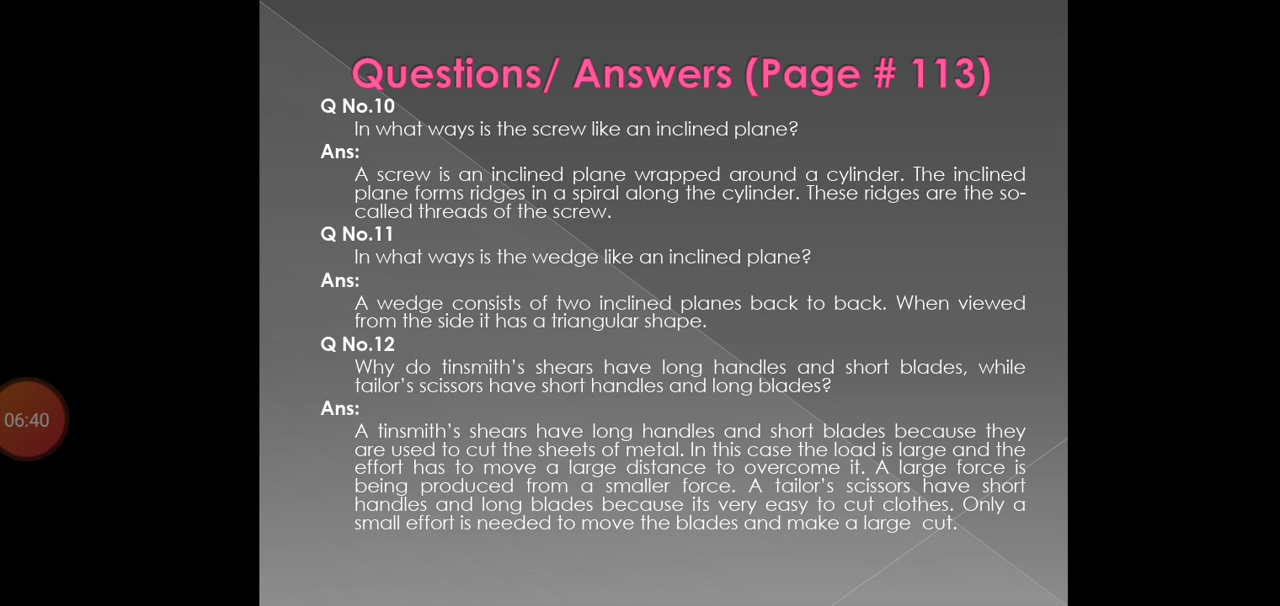 Questions/ Answers (Page # 113)
Q No.10
In what ways is the screw like an inclined plane?
Ans:
A screw is an inclined plane wrapped around a cylinder. The inclined
plane forms ridges in a spiral along the cylinder. These ridges are the so-
called threads of the screw.
Q No.11
In what ways is the wedge like an inclined plane?
Ans:
A wedge consists of two inclined planes back to back. When viewed
from the side it has a triangular shape.
Q No.12
Why do tinsmith's shears have long handles and short blades, while
tailor's scissors have short handles and long blades?
Ans:
A tinsmith's shears have long handles and short blades because they
are used to cut the sheets of metal. In this case the load is large and the
effort has to move a large distance to overcome it. A large force is
being produced from a smaller force. A tailor's scissors have short
handles and long blades because its very easy to cut clothes. Only a
small effort is needed to move the blades and make a large cut.
06:40